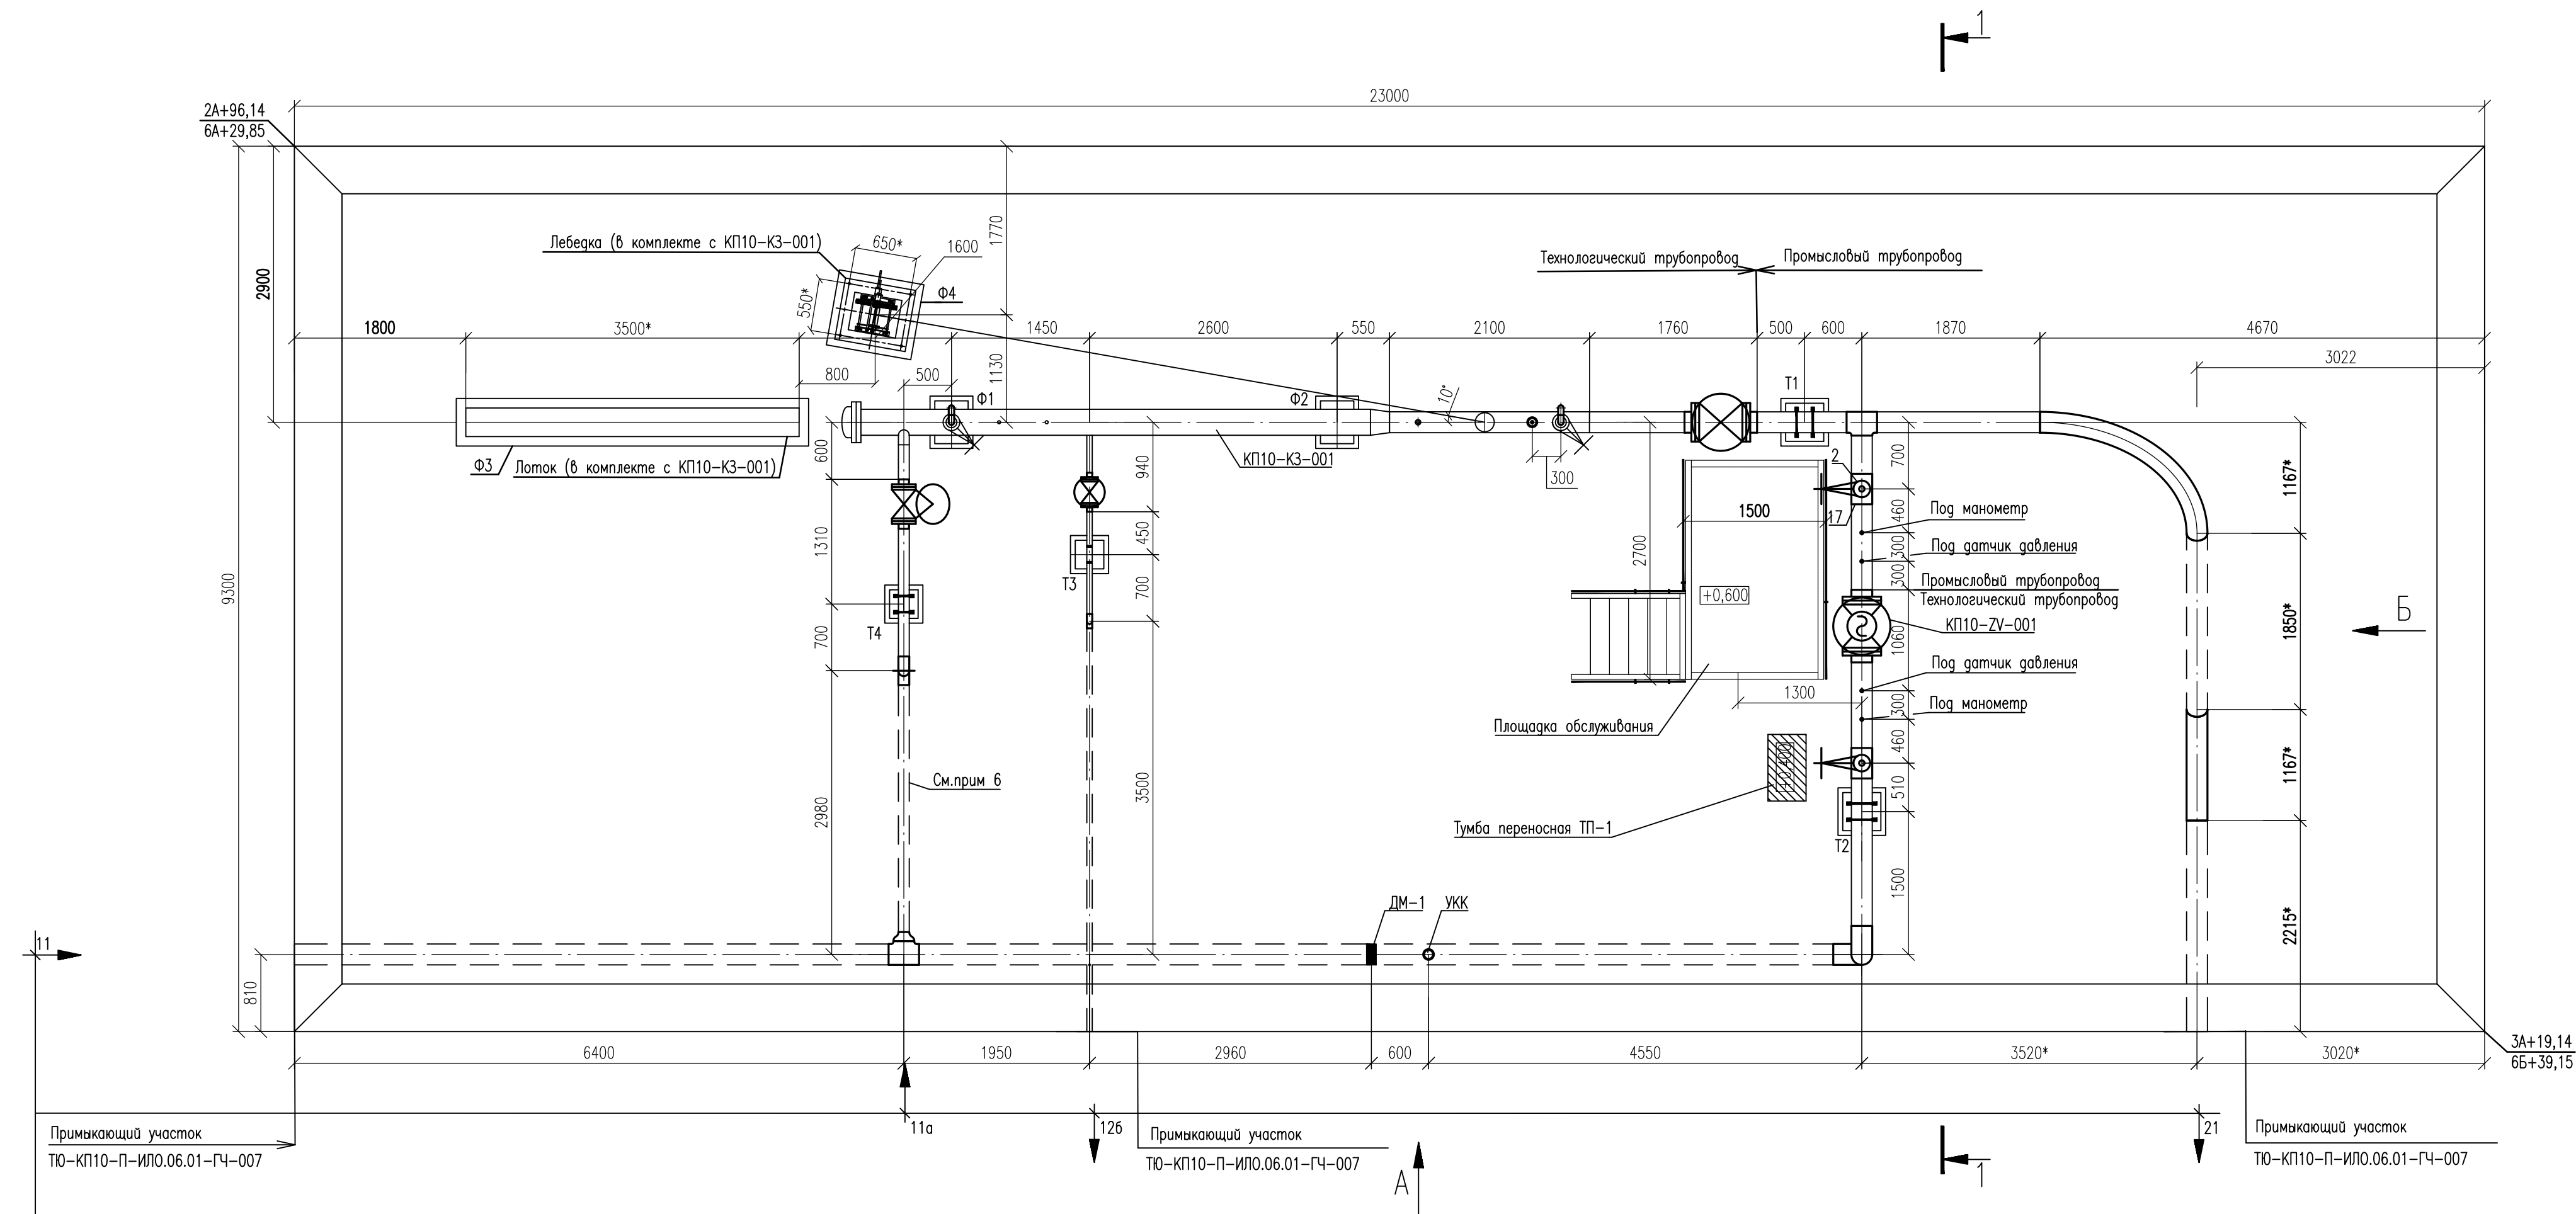 1
23000
2А+96,14
6А+29,85
Лебедка (в комплекте с КП10-КЗ-001)
650*
1600
1770
550*
Ф4
Технологический трубопровод
Промысловый трубопровод
2900
1800
3500*
1450
2600
550
2100
1760
500
600
1870
4670
3022
800
500
1130
10°
Т1
Ф1
Ф2
Ф3
Лоток (в комплекте с КП10-КЗ-001)
КП10-КЗ-001
300
600
940
2
700
1167*
17
460
Под манометр
1500
1310
450
2700
300
Под датчик давления
300
Промысловый трубопровод
Технологический трубопровод
9300
Т3
700
+0,600
КП10-ZV-001
1060
Б
1850*
Т4
700
Под датчик давления
1300
300
Под манометр
Площадка обслуживания
460
+0,400
См.прим 6
2980
3500
510
1167*
Тумба переносная ТП-1
Т2
1500
ДМ-1
УКК
2215*
11
810
3А+19,14
6Б+39,15
6400
1950
2960
600
4550
3520*
3020*
11а
12б
21
Примыкающий участок
ТЮ-КП10-П-ИЛО.06.01-ГЧ-007
Примыкающий участок
ТЮ-КП10-П-ИЛО.06.01-ГЧ-007
Примыкающий участок
ТЮ-КП10-П-ИЛО.06.01-ГЧ-007
А
1